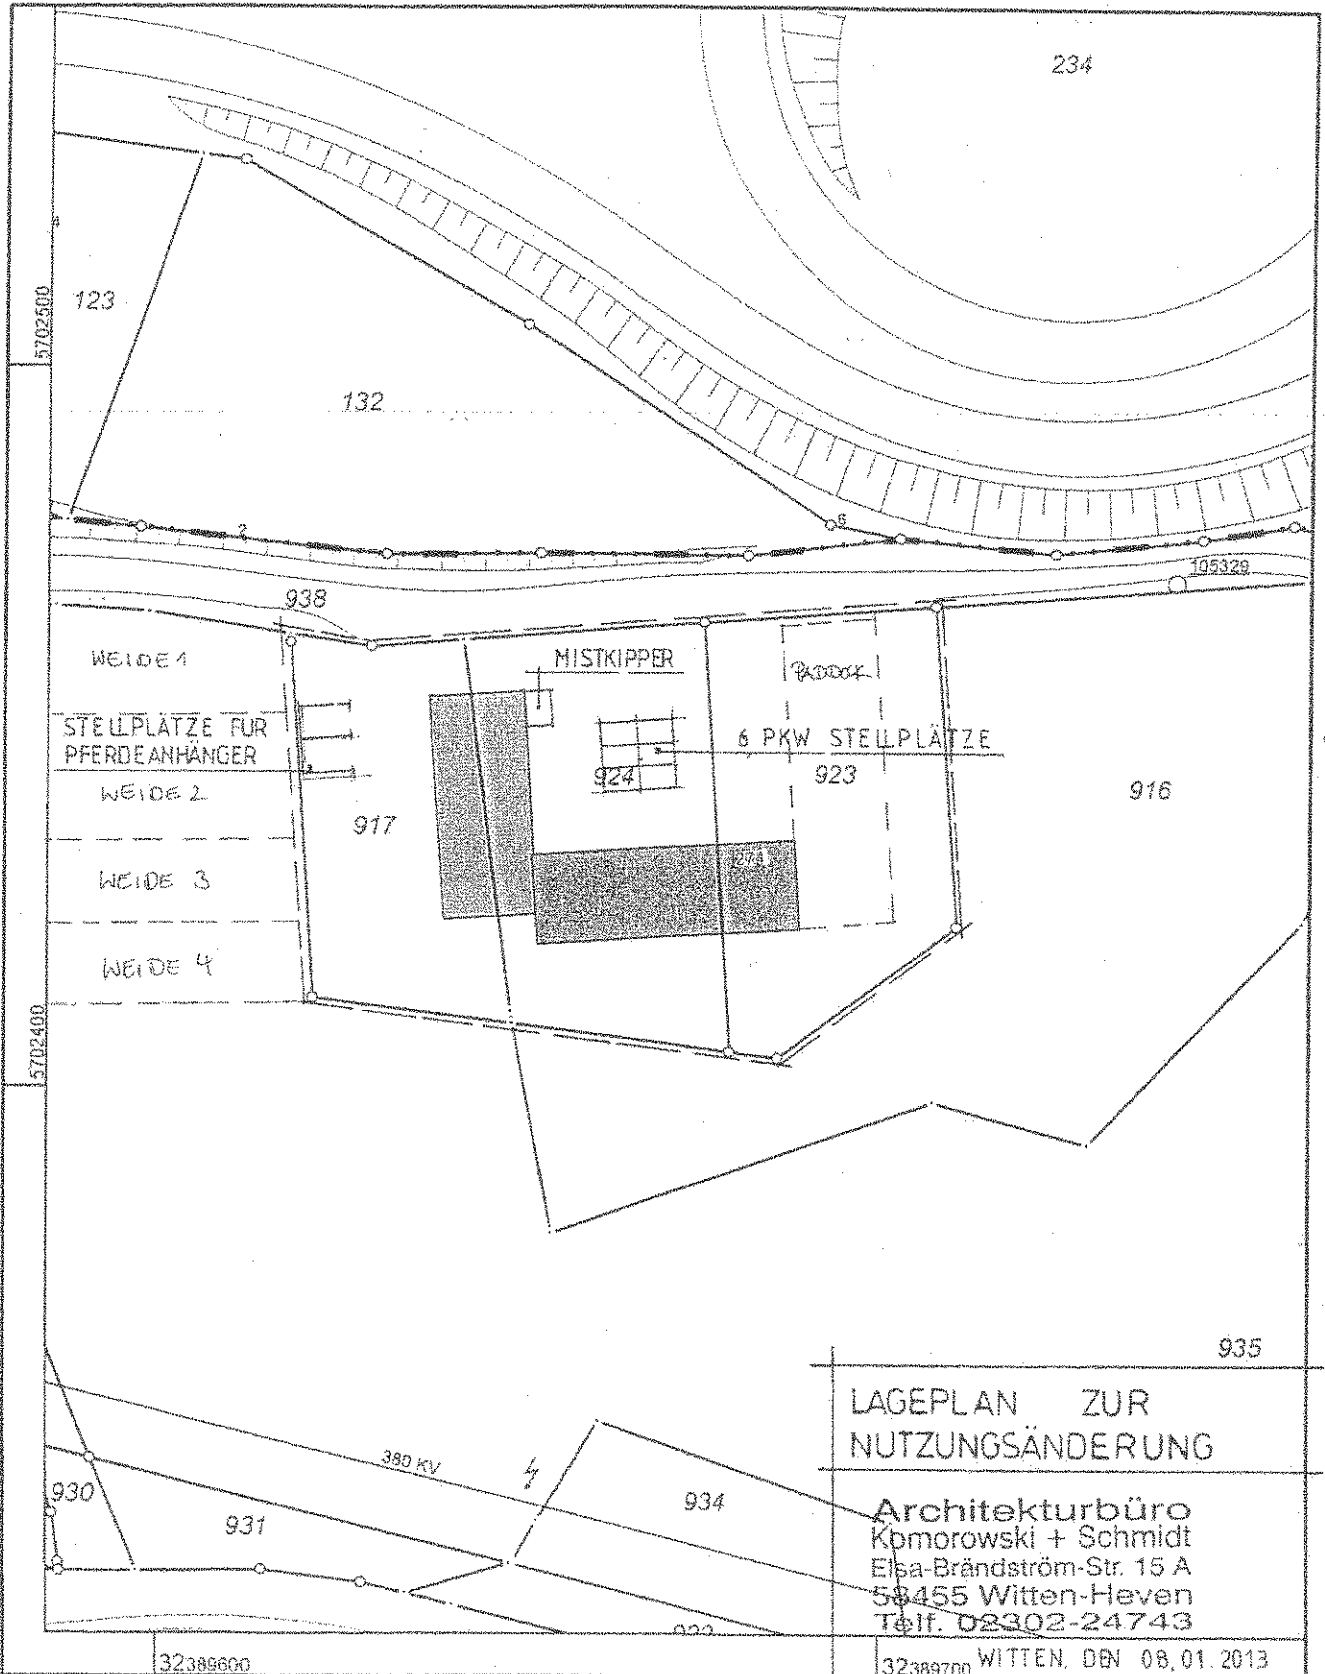 234
123
5702500
132
6
105329
938
WEIDE 1
MISTKIPPER
PADDOCK
STELLPLÄTZE FÜR
PFERDEANHÄNGER
6 PKW STELLPLÄTZE
924
923
WEIDE 2
916
917
WEIDE 3
WEIDE 4
5702400
935
LAGEPLAN ZUR
NUTZUNGSÄNDERUNG
380 KV
930
931
934
Architekturbüro
Komorowski + Schmidt
Elsa-Brändström-Str. 15 A
58455 Witten-Heven
Telf. 02302-24743
32389600
32389700
WITTEN, DEN 08.01.2013